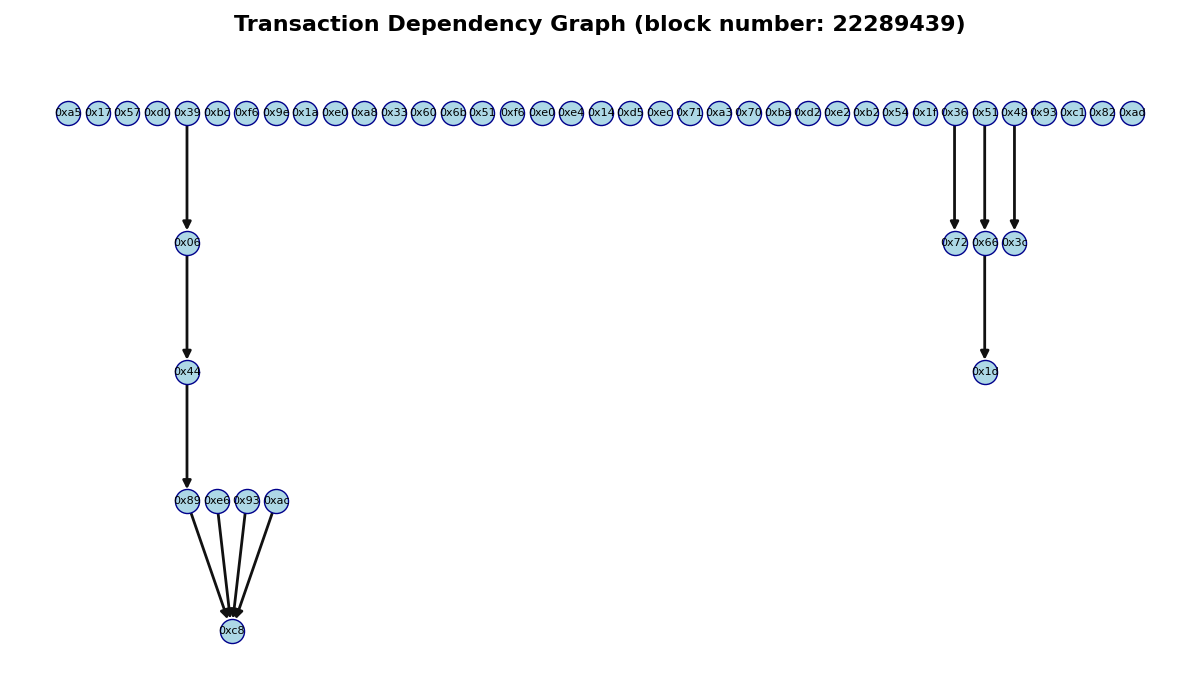 Transaction Dependency Graph (block number: 22289439)
0xa5 0x17 0x57 0xd0 0x39 0xbc 0xf6 0x9e 0x1a 0xe0 0xa8 0x33 0x60 0x6b 0x51 0xf6 0xe0 0xe4 0x14 0xd5 0xec 0x71 0xa3 0x70 0xba 0xd2 0xe2 0xb2 0x54 0x1f 0x36 0x51 0x48 0x93 0xc1 0x82 0xad
0x06 0x72 0x66 0x3c
0x44 0x1d
0x89 0xe6 0x93 0xac
0xc8